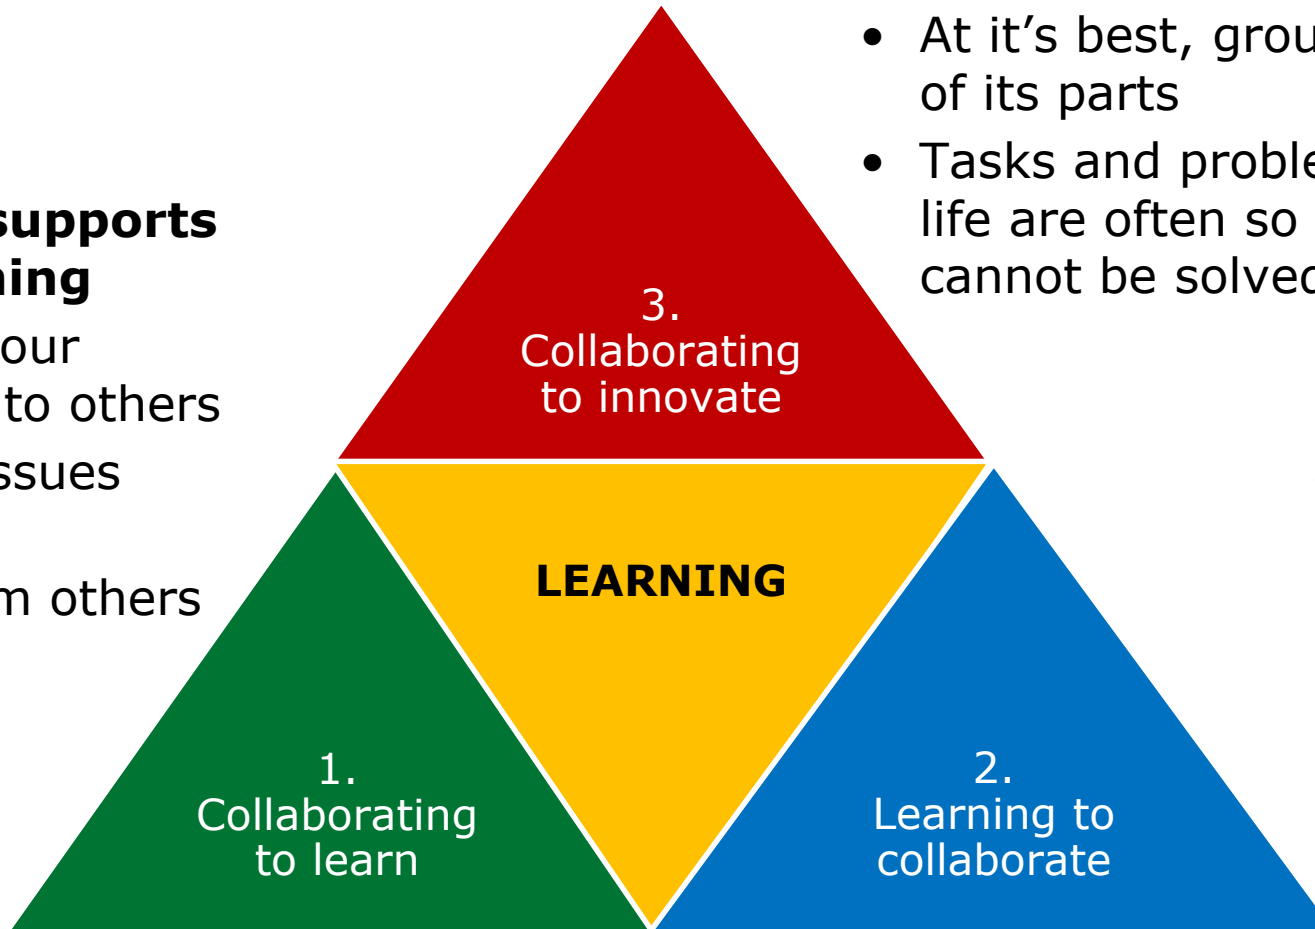 • At it’s best, grou
of its parts
• Tasks and proble
life are often so
cannot be solved
supports
ning
our
to others
ssues
m others
3.
Collaborating
to innovate
LEARNING
1.
Collaborating
to learn
2.
Learning to
collaborate